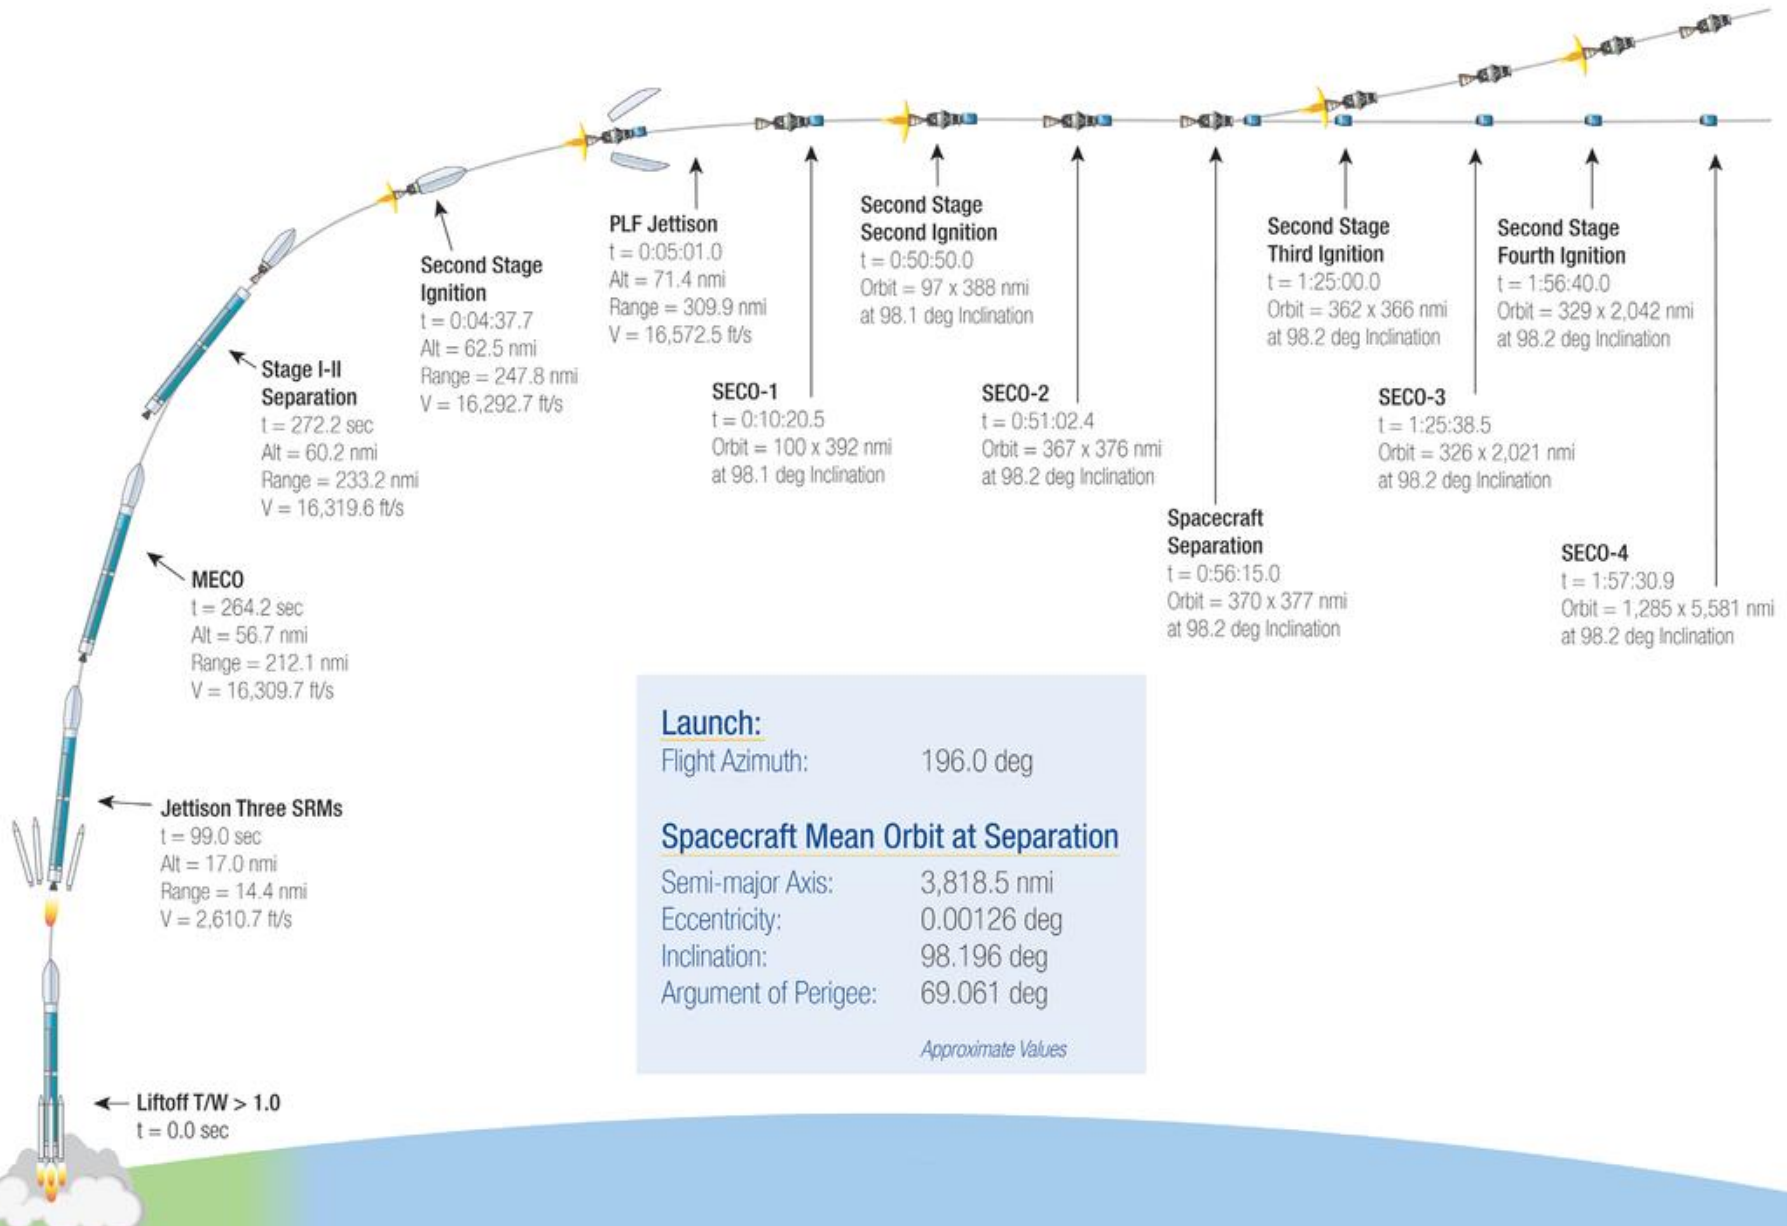 Liftoff T/W > 1.0
t = 0.0 sec
Jettison Three SRMs
t = 99.0 sec
Alt = 17.0 nmi
Range = 14.4 nmi
V = 2,610.7 ft/s
MECO
t = 264.2 sec
Alt = 56.7 nmi
Range = 212.1 nmi
V = 16,309.7 ft/s
Stage I-II
Separation
t = 272.2 sec
Alt = 60.2 nmi
Range = 233.2 nmi
V = 16,319.6 ft/s
Second Stage
Ignition
t = 0:04:37.7
Alt = 62.5 nmi
Range = 247.8 nmi
V = 16,292.7 ft/s
PLF Jettison
t = 0:05:01.0
Alt = 71.4 nmi
Range = 309.9 nmi
V = 16,572.5 ft/s
SECO-1
t = 0:10:20.5
Orbit = 100 x 392 nmi
at 98.1 deg Inclination
Second Stage
Second Ignition
t = 0:50:50.0
Orbit = 97 x 388 nmi
at 98.1 deg Inclination
SECO-2
t = 0:51:02.4
Orbit = 367 x 376 nmi
at 98.2 deg Inclination
Spacecraft
Separation
t = 0:56:15.0
Orbit = 370 x 377 nmi
at 98.2 deg Inclination
Second Stage
Third Ignition
t = 1:25:00.0
Orbit = 362 x 366 nmi
at 98.2 deg Inclination
SECO-3
t = 1:25:38.5
Orbit = 326 x 2,021 nmi
at 98.2 deg Inclination
Second Stage
Fourth Ignition
t = 1:56:40.0
Orbit = 329 x 2,042 nmi
at 98.2 deg Inclination
SECO-4
t = 1:57:30.9
Orbit = 1,285 x 5,581 nmi
at 98.2 deg Inclination
Launch:
Flight Azimuth: 196.0 deg
Spacecraft Mean Orbit at Separation
Semi-major Axis: 3,818.5 nmi
Eccentricity: 0.00126 deg
Inclination: 98.196 deg
Argument of Perigee: 69.061 deg
Approximate Values